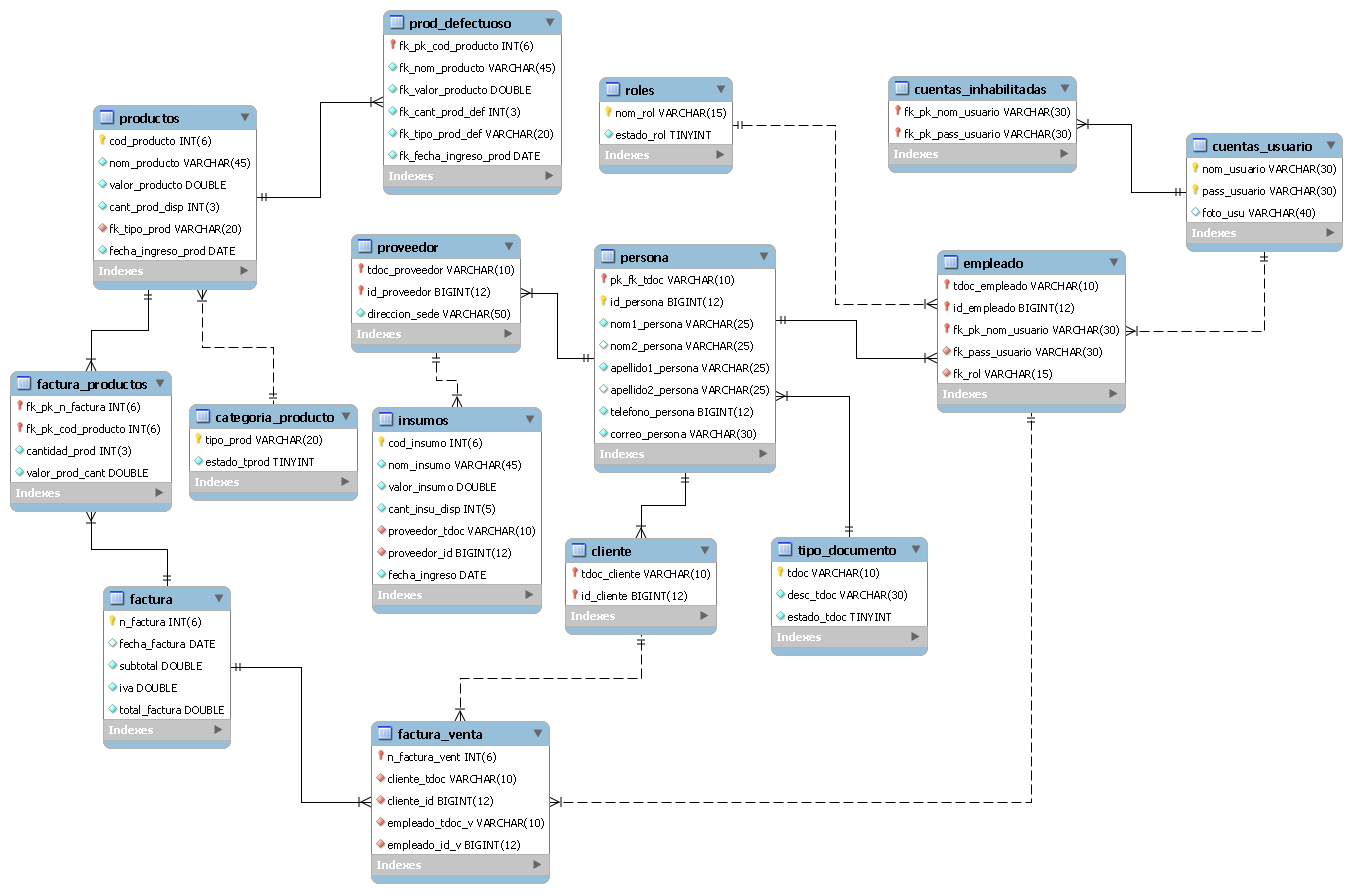 prod_defectuoso
fk_pk_cod_producto INT(6)
fk_nom_producto VARCHAR(45)
fk_valor_producto DOUBLE
fk_cant_prod_def INT(3)
fk_tipo_prod_def VARCHAR(20)
fk_fecha_ingreso_prod DATE
Indexes
productos
cod_producto INT(6)
nom_producto VARCHAR(45)
valor_producto DOUBLE
cant_prod_disp INT(3)
fk_tipo_prod VARCHAR(20)
fecha_ingreso_prod DATE
Indexes
roles
nom_rol VARCHAR(15)
estado_rol TINYINT
Indexes
cuentas_inhabilitadas
fk_pk_nom_usuario VARCHAR(30)
fk_pk_pass_usuario VARCHAR(30)
Indexes
cuentas_usuario
nom_usuario VARCHAR(30)
pass_usuario VARCHAR(30)
foto_usu VARCHAR(40)
Indexes
proveedor
tdoc_proveedor VARCHAR(10)
id_proveedor BIGINT(12)
direccion_sede VARCHAR(50)
Indexes
persona
pk_fk_tdoc VARCHAR(10)
id_persona BIGINT(12)
nom1_persona VARCHAR(25)
nom2_persona VARCHAR(25)
apellido1_persona VARCHAR(25)
apellido2_persona VARCHAR(25)
telefono_persona BIGINT(12)
correo_persona VARCHAR(30)
Indexes
empleado
tdoc_empleado VARCHAR(10)
id_empleado BIGINT(12)
fk_pk_nom_usuario VARCHAR(30)
fk_pass_usuario VARCHAR(30)
fk_rol VARCHAR(15)
Indexes
factura_productos
fk_pk_n_factura INT(6)
fk_pk_cod_producto INT(6)
cantidad_prod INT(3)
valor_prod_cant DOUBLE
Indexes
categoria_producto
tipo_prod VARCHAR(20)
estado_tprod TINYINT
Indexes
insumos
cod_insumo INT(6)
nom_insumo VARCHAR(45)
valor_insumo DOUBLE
cant_insu_disp INT(5)
proveedor_tdoc VARCHAR(10)
proveedor_id BIGINT(12)
fecha_ingreso DATE
Indexes
cliente
tdoc_cliente VARCHAR(10)
id_cliente BIGINT(12)
Indexes
tipo_documento
tdoc VARCHAR(10)
desc_tdoc VARCHAR(30)
estado_tdoc TINYINT
Indexes
factura
n_factura INT(6)
fecha_factura DATE
subtotal DOUBLE
iva DOUBLE
total_factura DOUBLE
Indexes
factura_venta
n_factura_vent INT(6)
cliente_tdoc VARCHAR(10)
cliente_id BIGINT(12)
empleado_tdoc_v VARCHAR(10)
empleado_id_v BIGINT(12)
Indexes